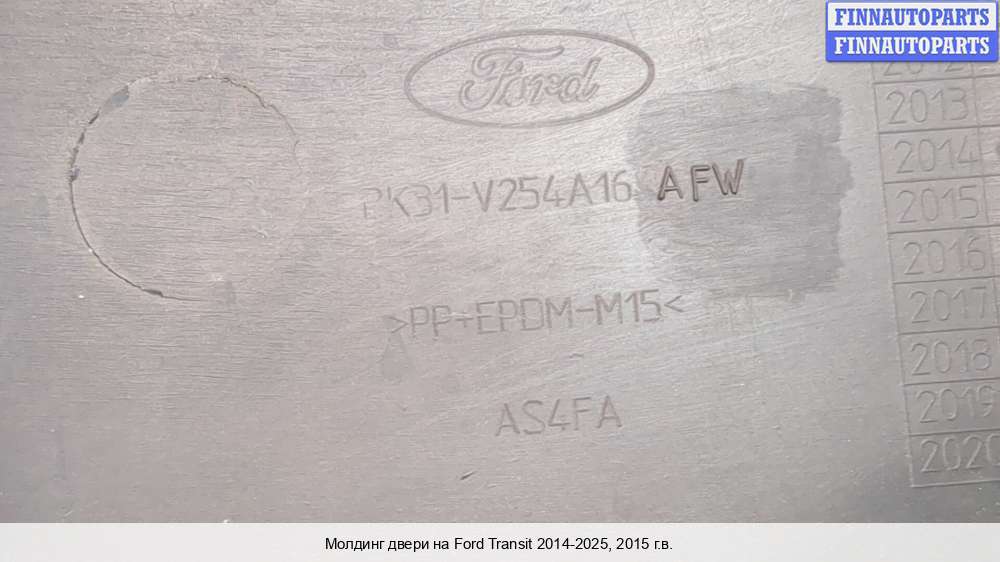 FINNAUTOPARTS
FINNAUTOPARTS
Ford
2012
2013
BK31-V254A16 AFW
2014
2015
2016
>PP+EPDM-M15<
2017
2018
AS4FA
2019
2020
Молдинг двери на Ford Transit 2014-2025, 2015 г.в.